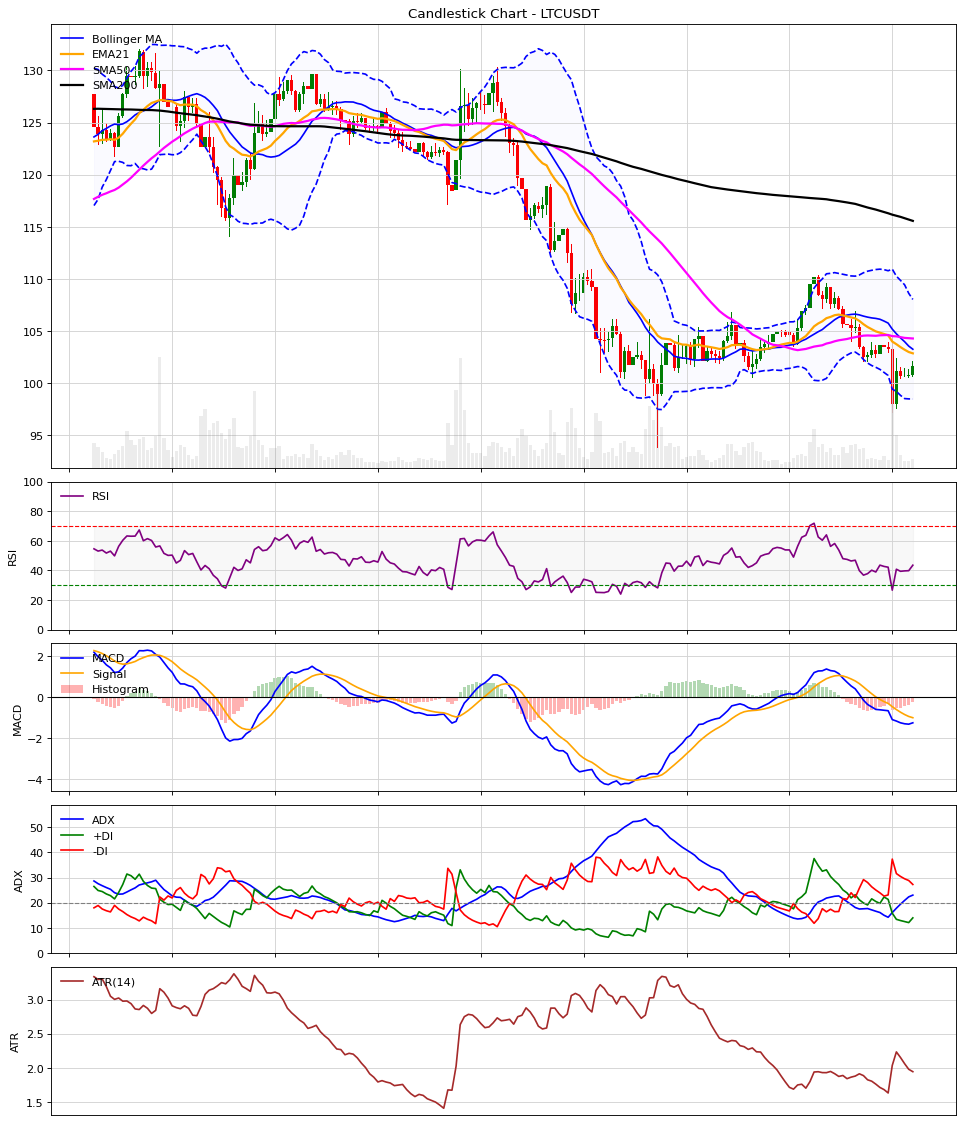 Candlestick Chart - LTCUSDT
Bollinger MA
EMA21
SMA50
SMA200
130
125
120
115
110
105
100
95
RSI
RSI
100
80
60
40
20
0
MACD
Signal
Histogram
MACD
2
0
−2
−4
ADX
+DI
-DI
ADX
50
40
30
20
10
0
ATR(14)
ATR
3.0
2.5
2.0
1.5